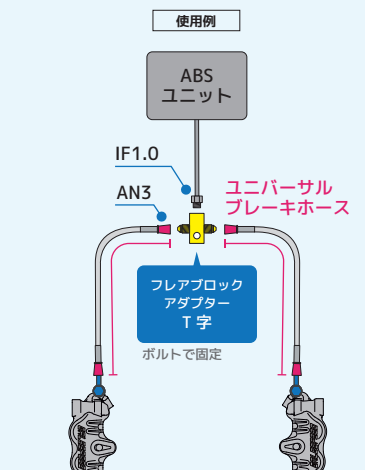 使用例
ABS
ユニット
IF1.0
AN3
ユニバーサル
ブレーキホース
フレアブロック
アダプター
T字
ボルトで固定